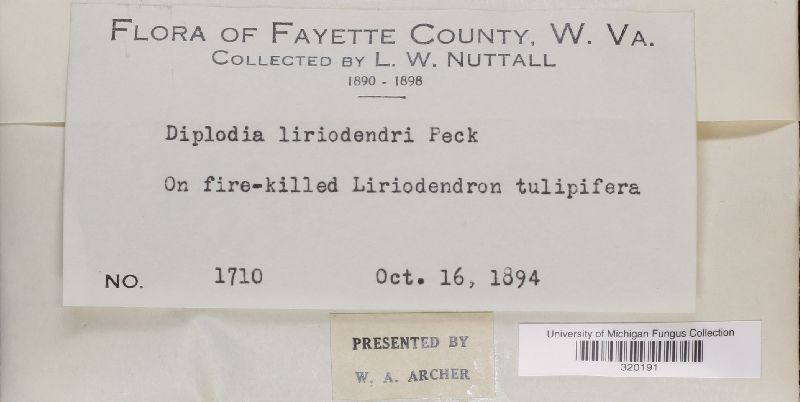 FLORA OF FAYETTE COUNTY, W. VA.
COLLECTED BY L. W. NUTTALL
1890 - 1898
Diplodia liriodendri Peck
On fire-killed Liriodendron tulipifera
NO. 1710 Oct. 16, 1894
PRESENTED BY
W. A. ARCHER
University of Michigan Fungus Collection
320191